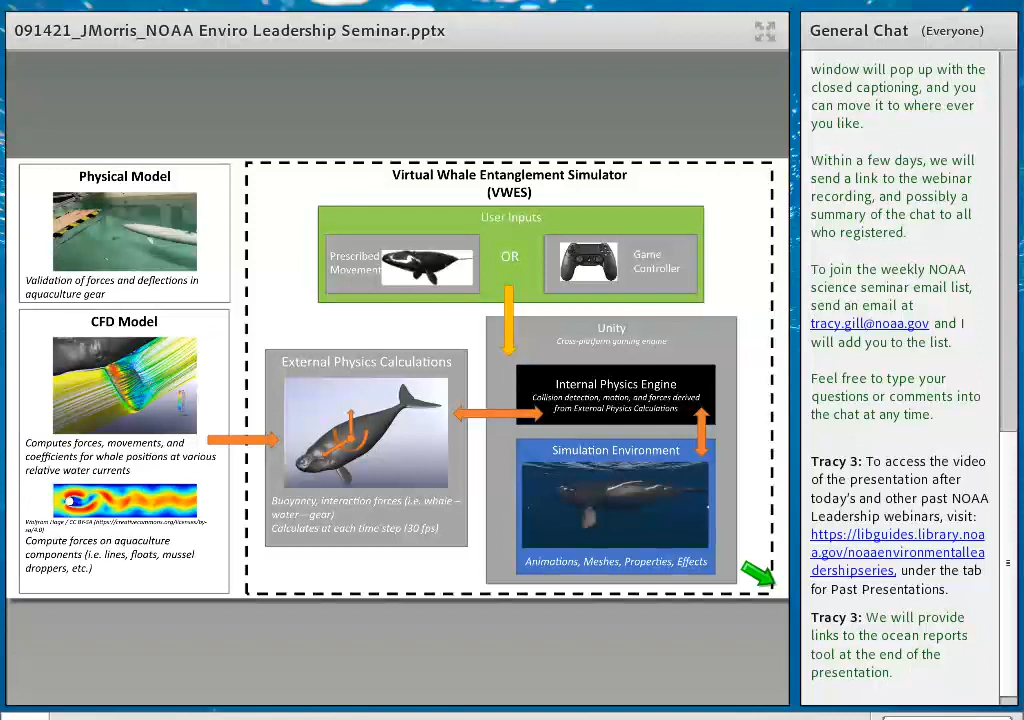 091421_JMorris_NOAA Enviro Leadership Seminar.pptx
Physical Model
Validation of forces and deflections in
aquaculture gear
CFD Model
Computes forces, movements, and
coefficients for whale positions at various
relative water currents
Compute forces on aquaculture
components (i.e. lines, floats, mussel
droppers, etc.)
Virtual Whale Entanglement Simulator
(VWES)
User Inputs
Prescribed
Movement
OR
Game
Controller
External Physics Calculations
Buoyancy, interaction forces (i.e. whale –
water – gear)
Calculates at each time step (30 fps)
Unity
Cross-platform gaming engine
Internal Physics Engine
Collision detection, motion, and forces derived
from External Physics Calculations
Simulation Environment
Animations, Meshes, Properties, Effects
General Chat (Everyone)
window will pop up with the
closed captioning, and you
can move it to where ever
you like.
Within a few days, we will
send a link to the webinar
recording, and possibly a
summary of the chat to all
who registered.
To join the weekly NOAA
science seminar email list,
send an email at
tracy.gill@noaa.gov and I
will add you to the list.
Feel free to type your
questions or comments into
the chat at any time.
Tracy 3: To access the video
of the presentation after
today's and other past NOAA
Leadership webinars, visit:
https://libguides.library.noa
a.gov/noaaenvironmentallea
dershipseries, under the tab
for Past Presentations.
Tracy 3: We will provide
links to the ocean reports
tool at the end of the
presentation.